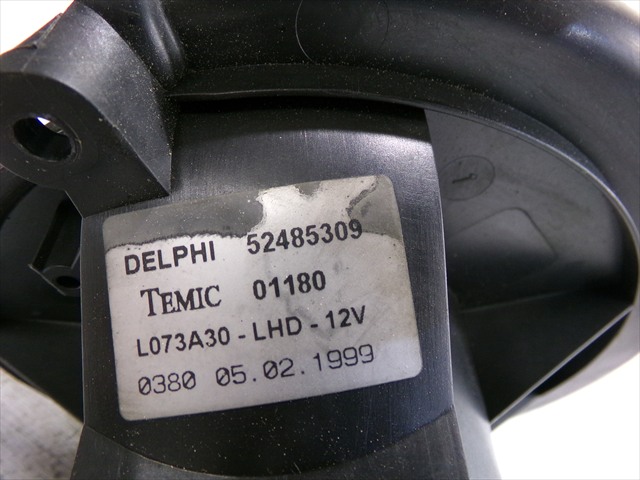 DELPHI 52485309
TEMIC 01180
L073A30 - LHD - 12V
0380 05.02.1999